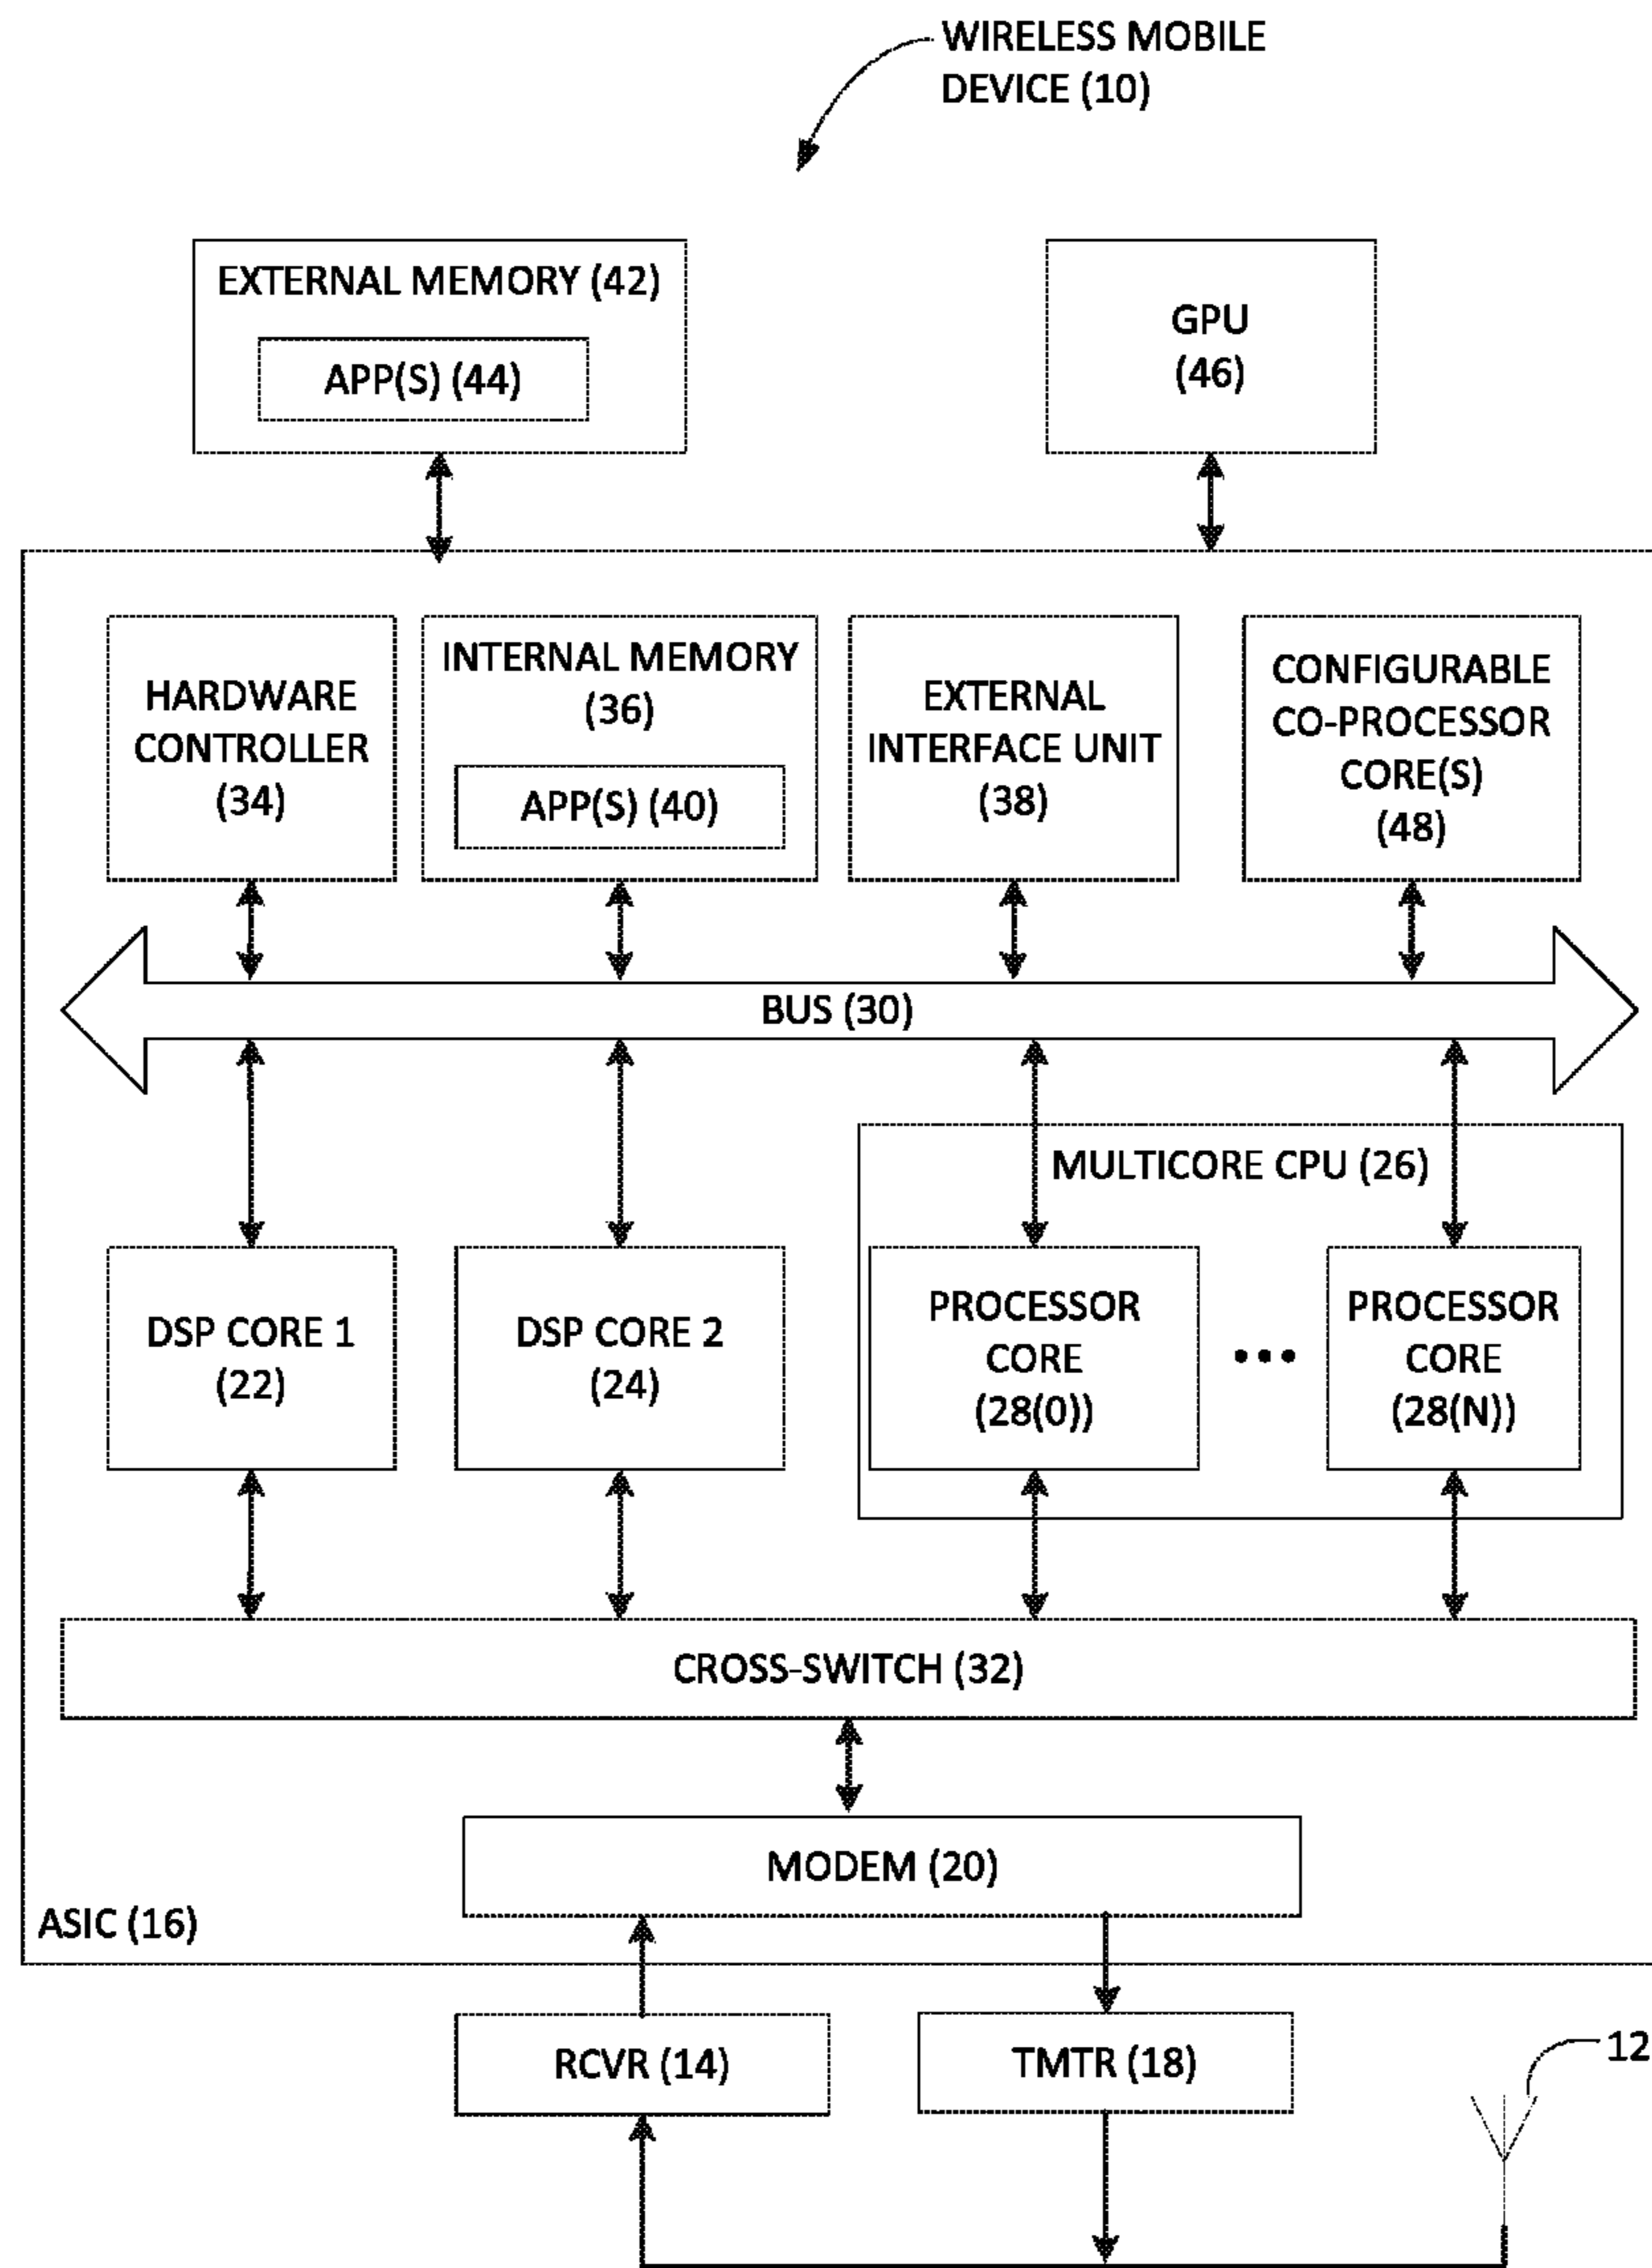 WIRELESS MOBILE
DEVICE (10)
EXTERNAL MEMORY (42)
APP(S) (44)
GPU
(46)
HARDWARE
CONTROLLER
(34)
INTERNAL MEMORY
(36)
APP(S) (40)
EXTERNAL
INTERFACE UNIT
(38)
CONFIGURABLE
CO-PROCESSOR
CORE(S)
(48)
BUS (30)
MULTICORE CPU (26)
DSP CORE 1
(22)
DSP CORE 2
(24)
PROCESSOR
CORE
(28(0))
•••
PROCESSOR
CORE
(28(N))
CROSS-SWITCH (32)
MODEM (20)
ASIC (16)
RCVR (14)
TMTR (18)
12